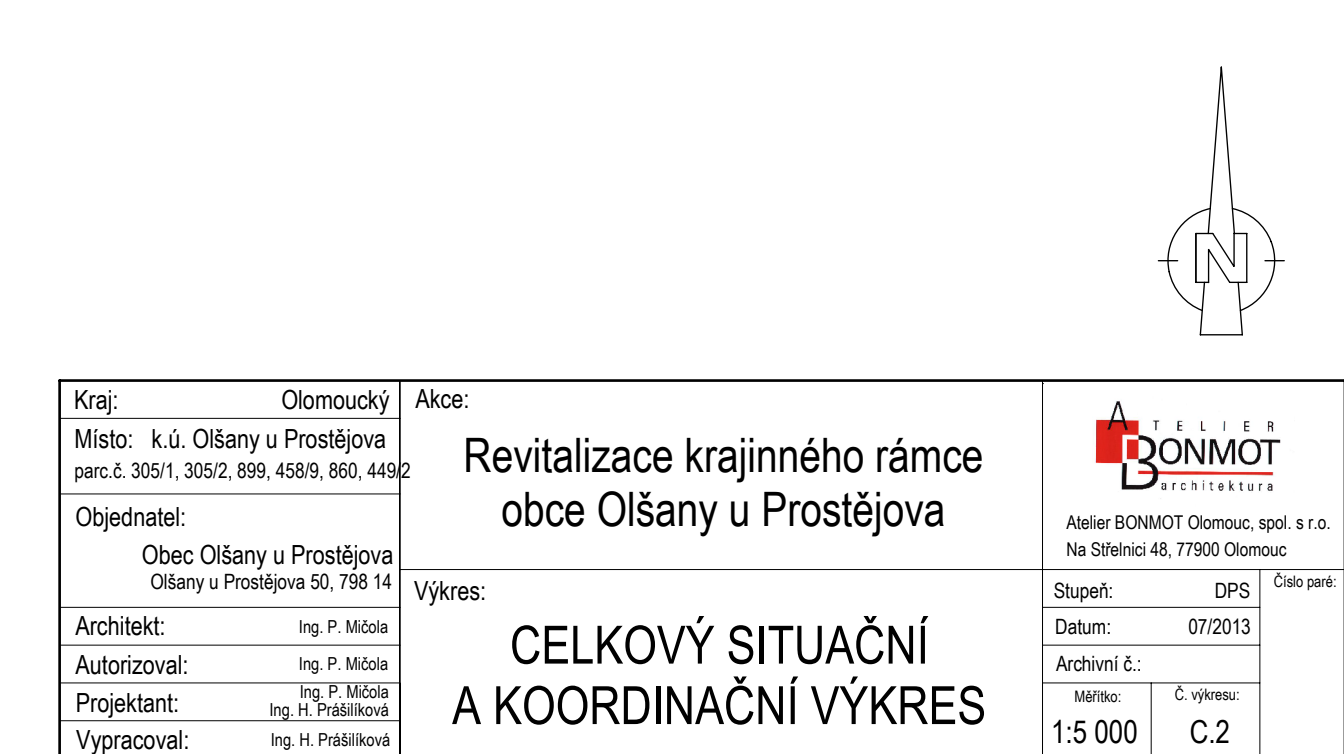 N
Kraj: Olomoucký
Místo: k.ú. Olšany u Prostějova
parc.č. 305/1, 305/2, 899, 458/9, 860, 449/2
Objednatel:
Obec Olšany u Prostějova
Olšany u Prostějova 50, 798 14
Architekt: Ing. P. Mičola
Autorizoval: Ing. P. Mičola
Projektant: Ing. P. Mičola
Ing. H. Prášilíková
Vypracoval: Ing. H. Prášilíková
Akce:
Revitalizace krajinného rámce
obce Olšany u Prostějova
Výkres:
CELKOVÝ SITUAČNÍ
A KOORDINAČNÍ VÝKRES
ATELIER
BONMOT
architektura
Atelier BONMOT Olomouc, spol. s r.o.
Na Střelnici 48, 77900 Olomouc
Stupeň: DPS
Číslo paré:
Datum: 07/2013
Archivní č.:
Měřítko: Č. výkresu:
1:5 000 C.2